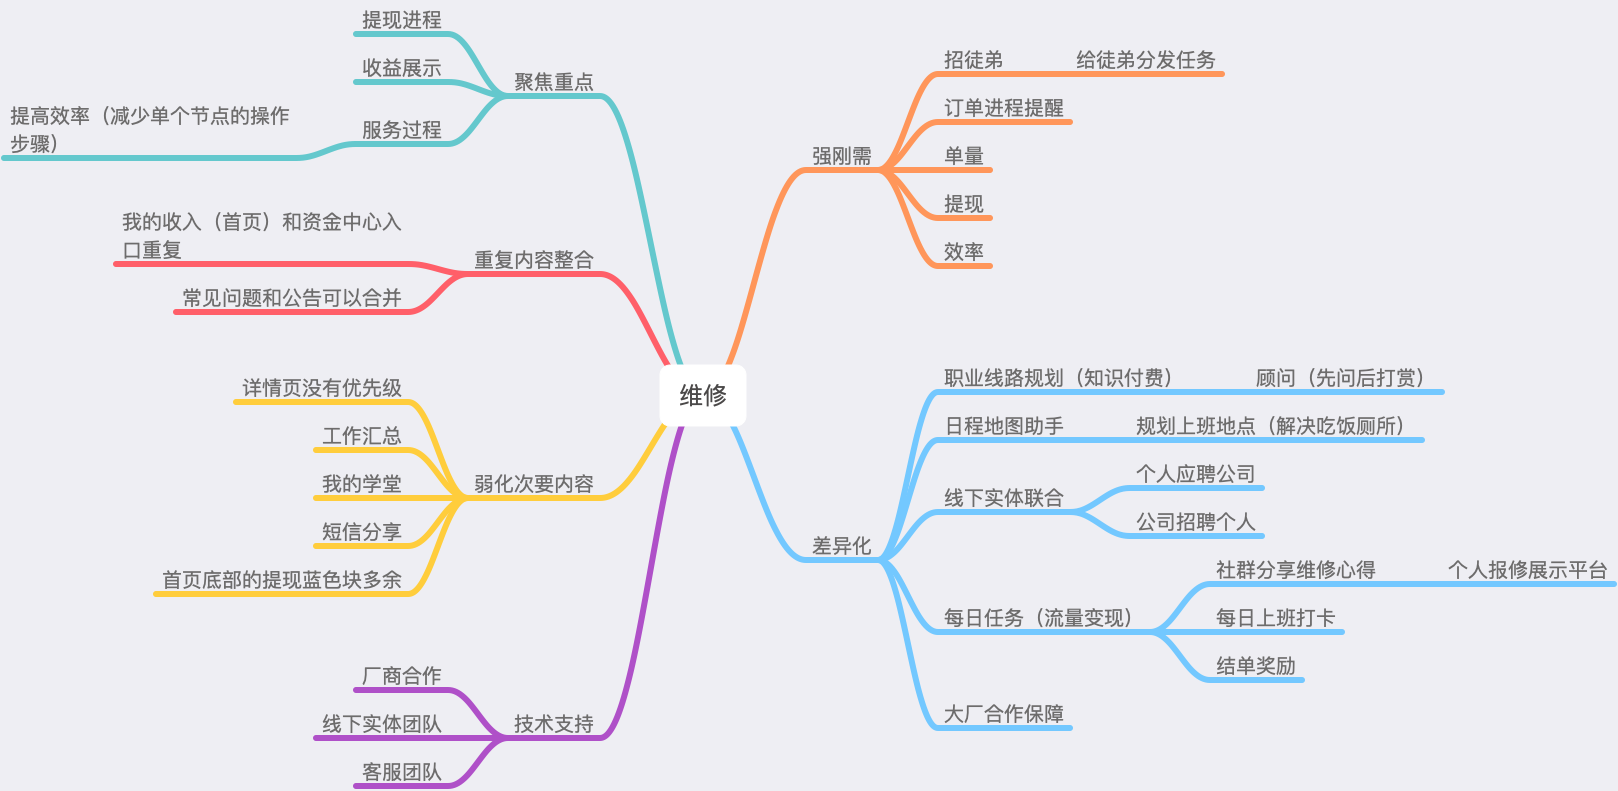 提现进程
收益展示
聚焦重点
提高效率（减少单个节点的操作
步骤）
服务过程
我的收入（首页）和资金中心入
口重复
重复内容整合
常见问题和公告可以合并
详情页没有优先级
工作汇总
我的学堂
弱化次要内容
短信分享
首页底部的提现蓝色块多余
厂商合作
线下实体团队
技术支持
客服团队
维修
招徒弟
给徒弟分发任务
订单进程提醒
强刚需
单量
提现
效率
职业线路规划（知识付费）
顾问（先问后打赏）
日程地图助手
规划上班地点（解决吃饭厕所）
线下实体联合
个人应聘公司
公司招聘个人
差异化
每日任务（流量变现）
社群分享维修心得
个人报修展示平台
每日上班打卡
结单奖励
大厂合作保障